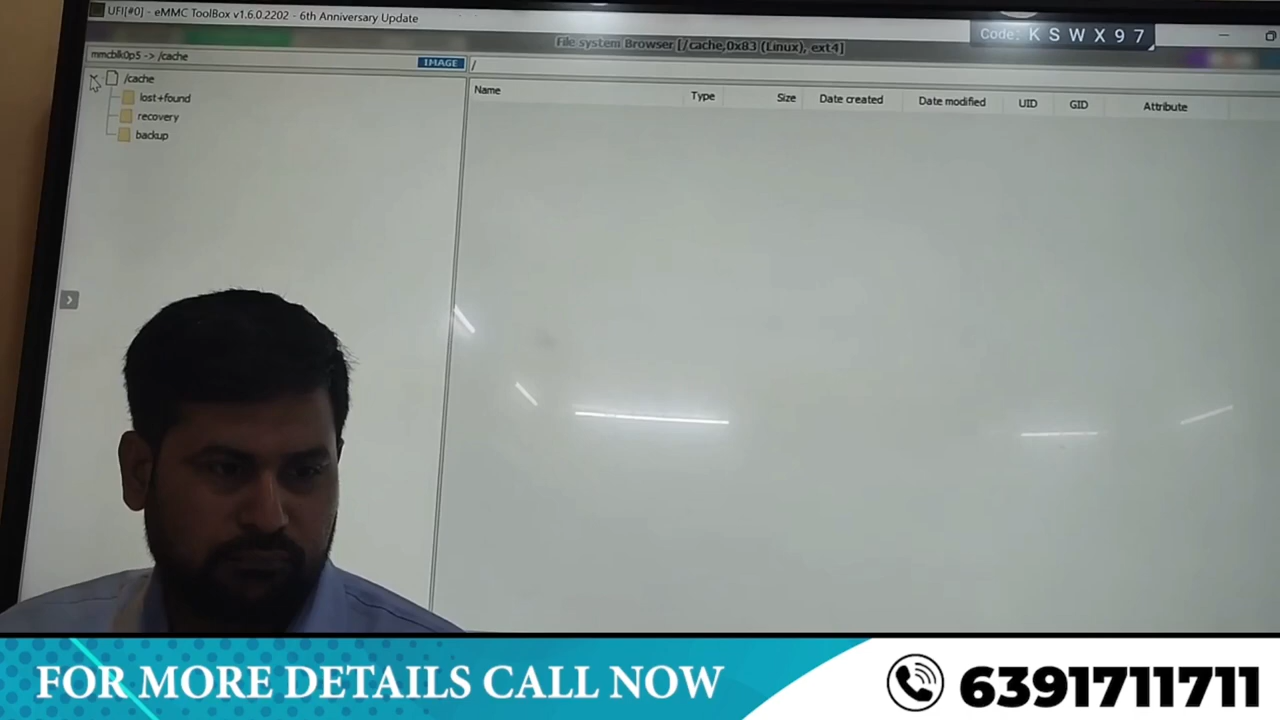 UFI[#0] - eMMC ToolBox v1.6.0.2202 - 6th Anniversary Update
File system Browser [/cache,0x83 (Linux), ext4]
Code: K S W X 9 7
mmcblk0p5 -> /cache
IMAGE
/
/cache
lost+found
recovery
backup
Name Type Size Date created Date modified UID GID Attribute
FOR MORE DETAILS CALL NOW
6391711711